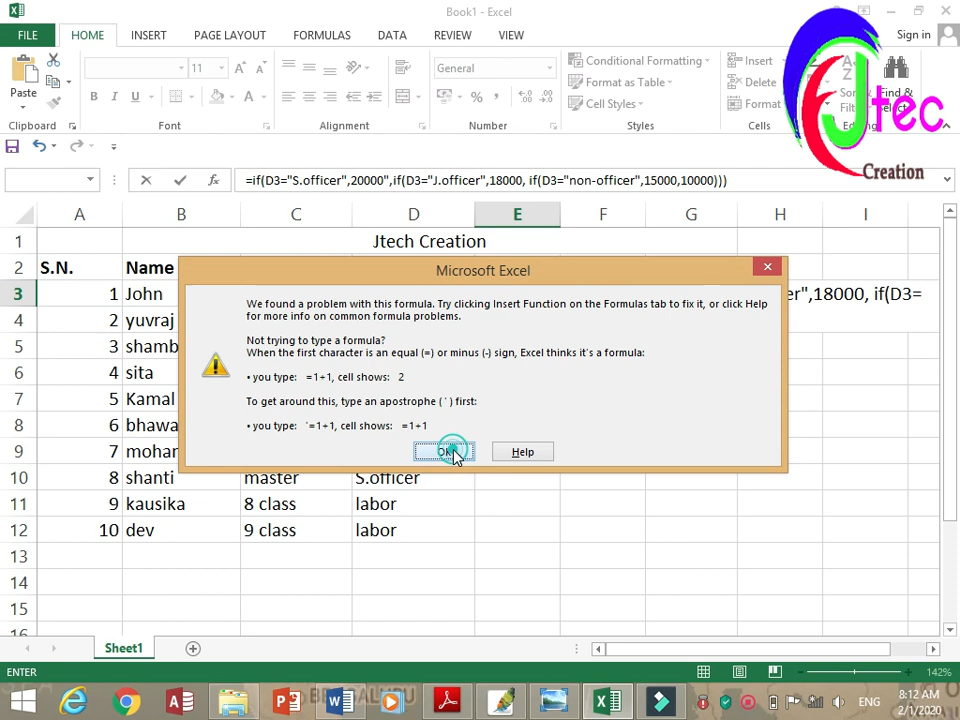 Book1 - Excel
FILE
HOME
INSERT
PAGE LAYOUT
FORMULAS
DATA
REVIEW
VIEW
Sign in
Paste
11
B I U
General
Conditional Formatting
Format as Table
Cell Styles
Insert
Delete
Format
Find &
Clipboard
Font
Alignment
Number
Styles
Cells
Jtec
Creation
=if(D3="S.officer",20000",if(D3="J.officer",18000, if(D3="non-officer",15000,10000)))
A B C D E F G H I
1 Jtech Creation
2 S.N. Name
3 1 John er",18000, if(D3=
4 2 yuvraj
5 3 shamb
6 4 sita
7 5 Kamal
8 6 bhawa
9 7 mohar
10 8 shanti master S.officer
11 9 kausika 8 class labor
12 10 dev 9 class labor
13
14
15
16
Microsoft Excel
We found a problem with this formula. Try clicking Insert Function on the Formulas tab to fix it, or click Help
for more info on common formula problems.
Not trying to type a formula?
When the first character is an equal (=) or minus (-) sign, Excel thinks it's a formula:
• you type: =1+1, cell shows: 2
To get around this, type an apostrophe ( ' ) first:
• you type: '=1+1, cell shows: =1+1
OK
Help
Sheet1
ENTER
142%
ENG
8:12 AM
2/1/2020